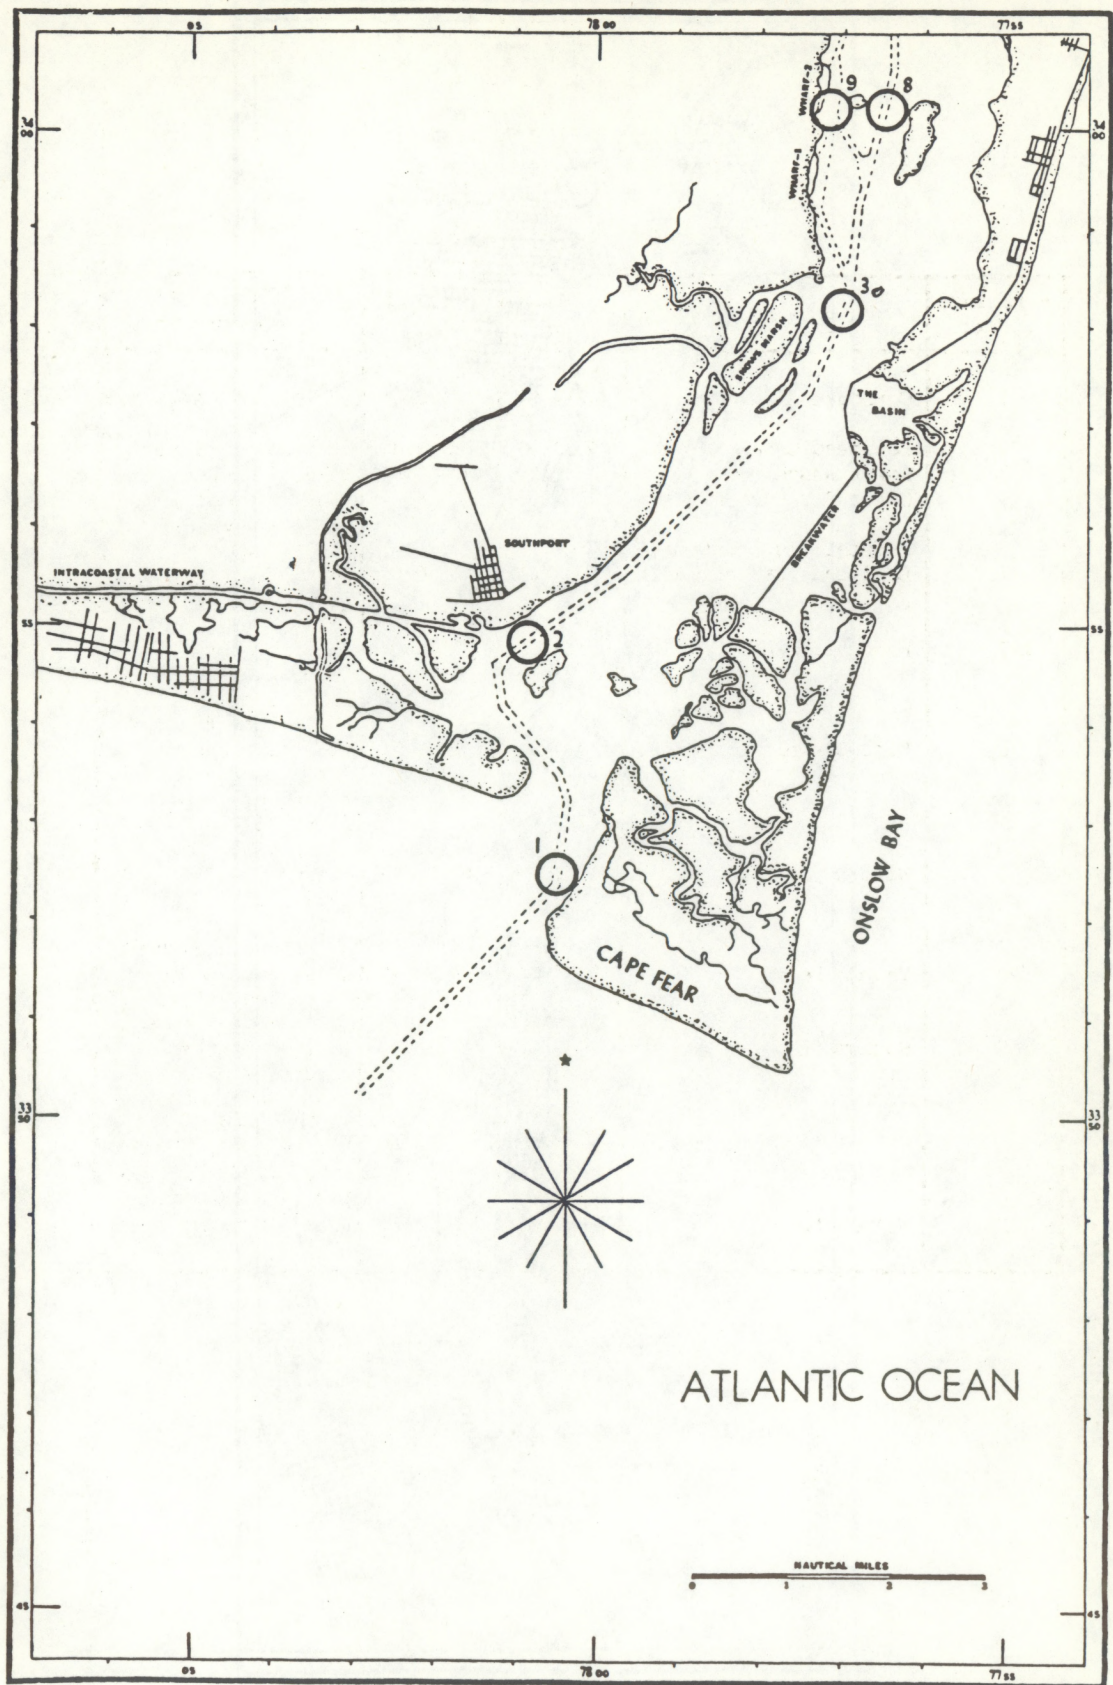 05
78 00
77 55
34
00
34
00
WHARF-2
9
8
WHARF-1
3
SNOWS MARSH
THE
BASIN
BREAKWATER
SOUTHPORT
INTRACOASTAL WATERWAY
55
55
2
1
ONSLOW BAY
CAPE FEAR
33
50
33
50
ATLANTIC OCEAN
NAUTICAL MILES
0 1 2 3
45
45
05
78 00
77 55